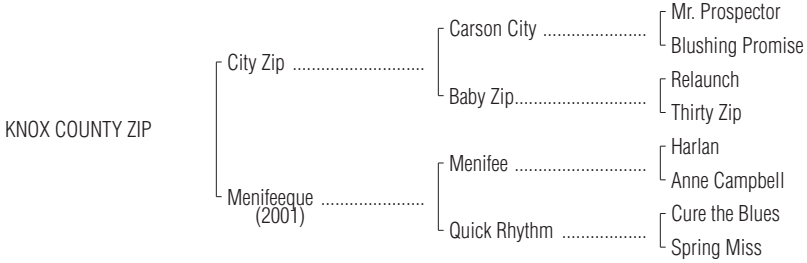 Mr. Prospector
Carson City ......................
Blushing Promise
City Zip ............................
Relaunch
Baby Zip............................
Thirty Zip
KNOX COUNTY ZIP
Harlan
Menifee ............................
Anne Campbell
Menifeeque ......................
(2001)
Cure the Blues
Quick Rhythm ..................
Spring Miss